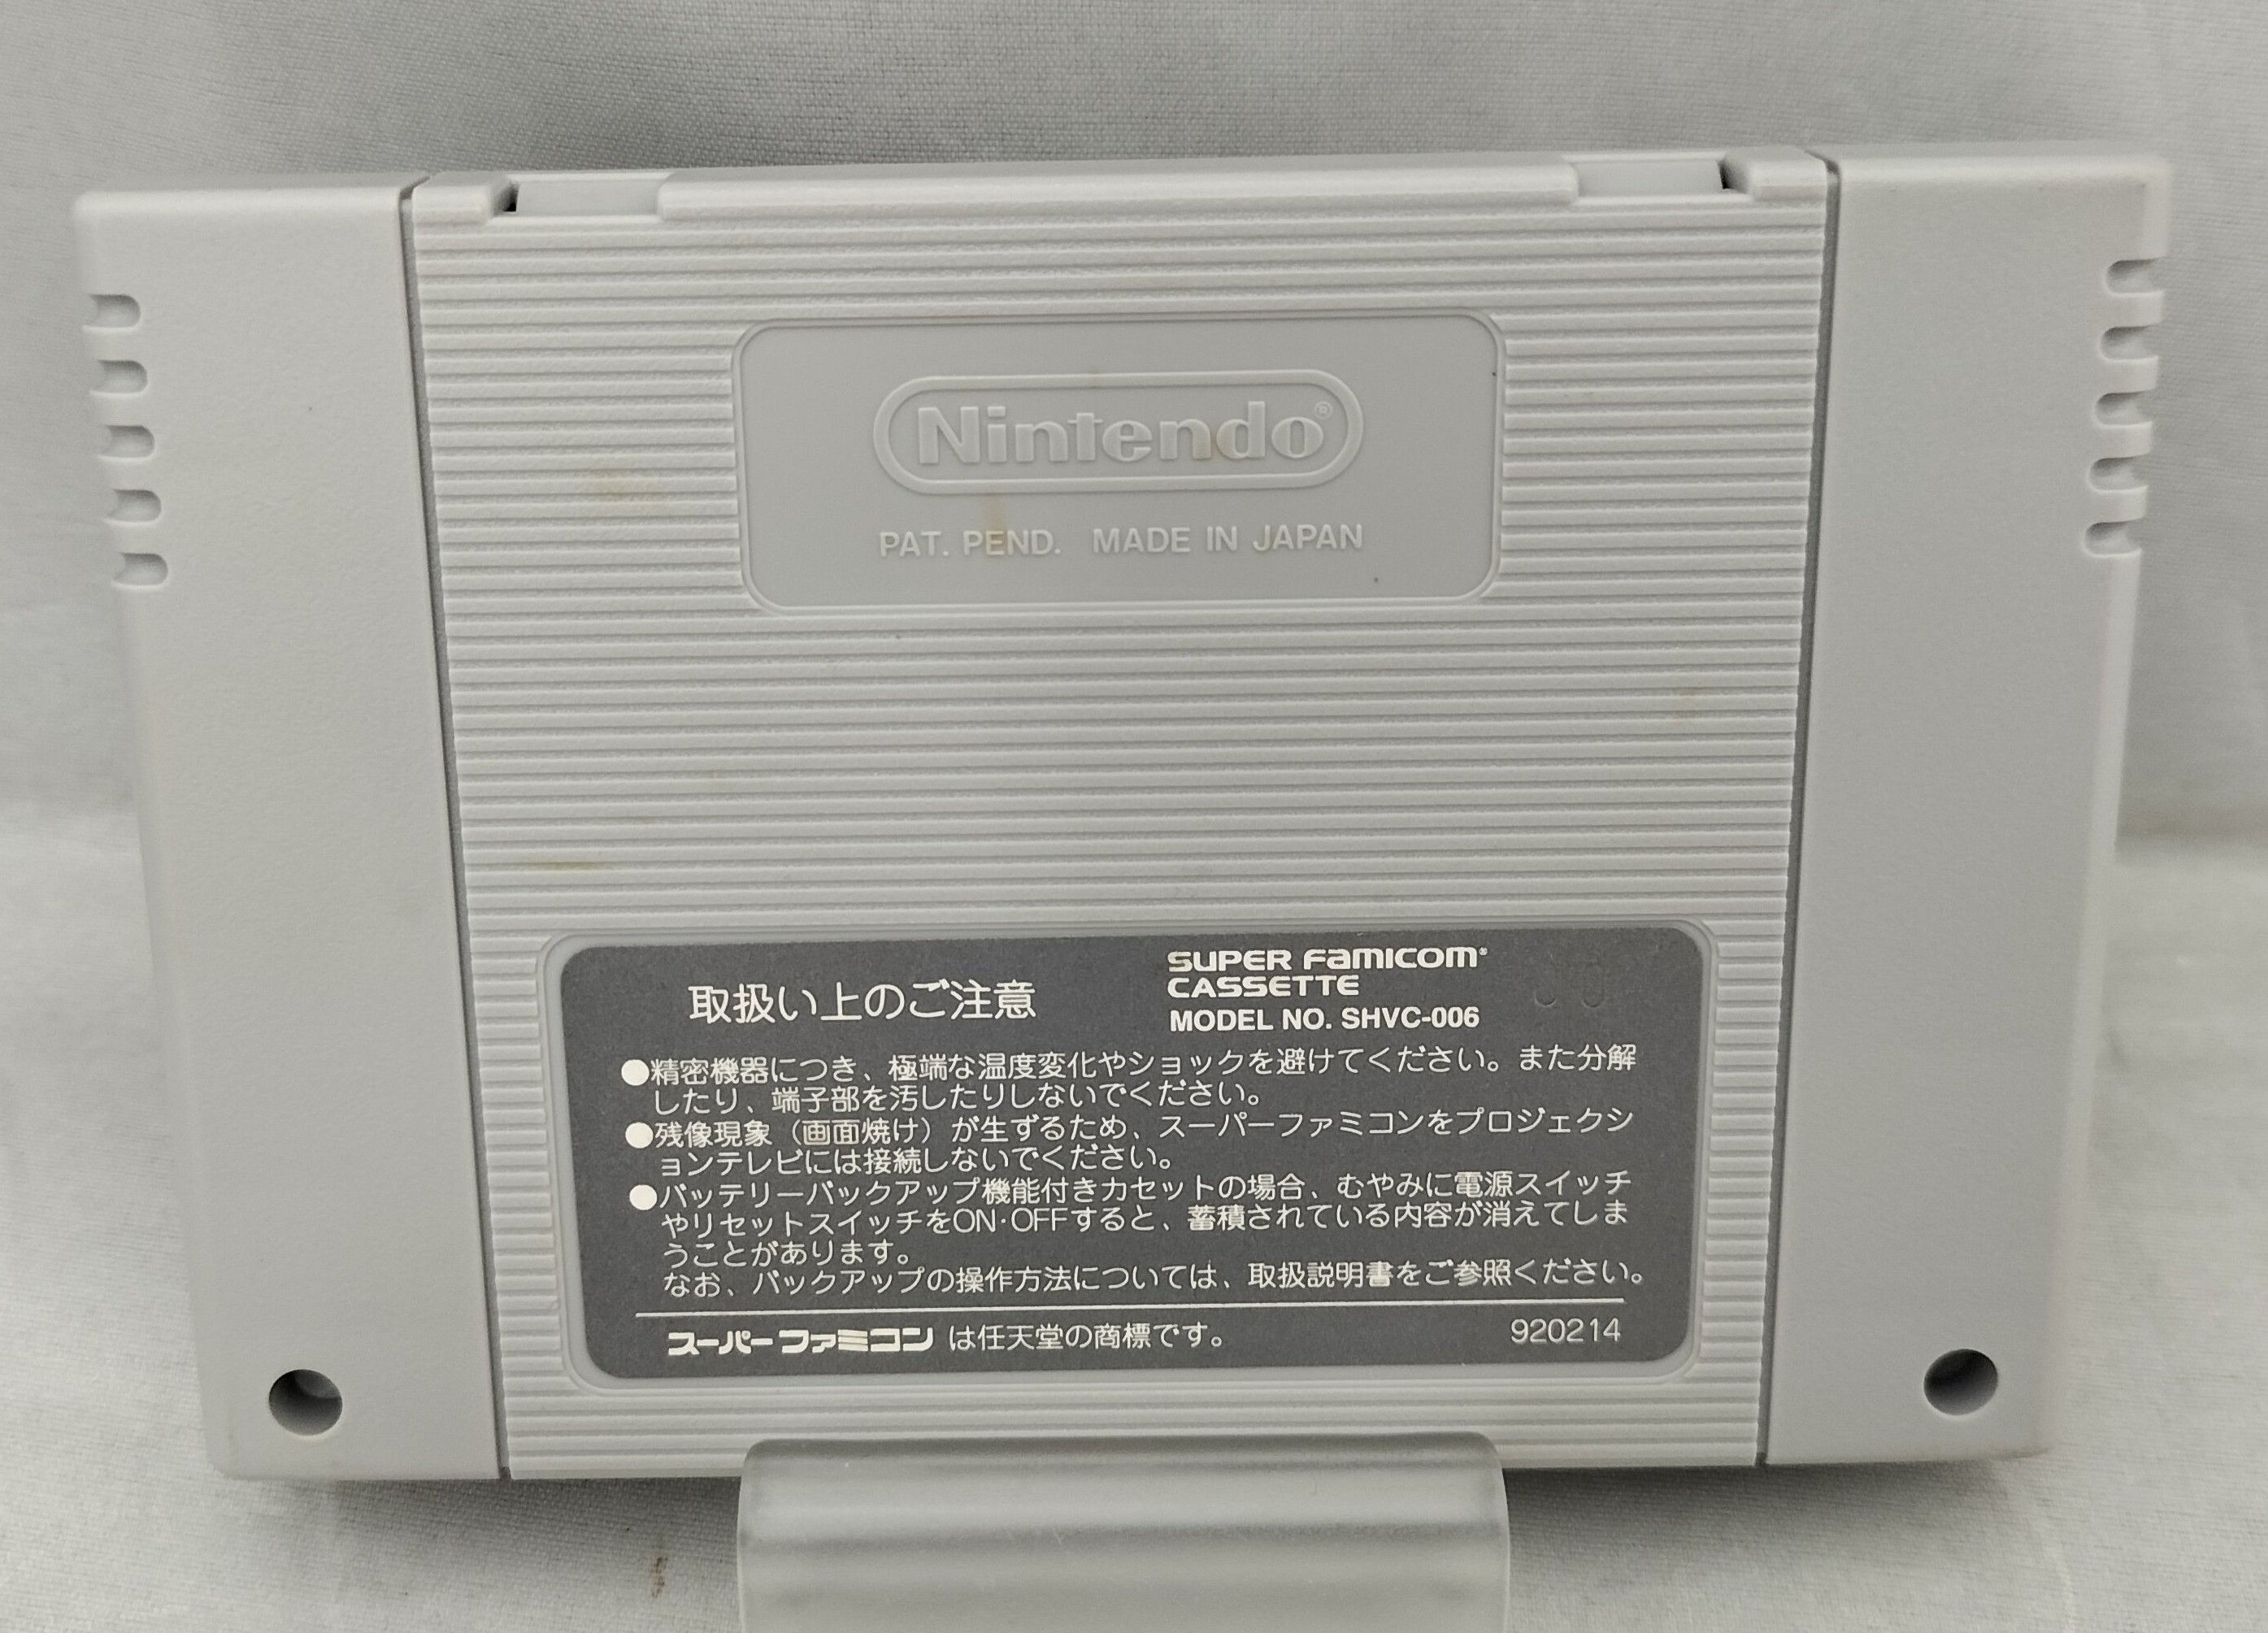 Nintendo®
PAT. PEND. MADE IN JAPAN
取扱い上のご注意
SUPER FAMICOM®
CASSETTE
MODEL NO. SHVC-006
●精密機器につき、極端な温度変化やショックを避けてください。また分解
したり、端子部を汚したりしないでください。
●残像現象（画面焼け）が生ずるため、スーパーファミコンをプロジェクシ
ョンテレビには接続しないでください。
●バッテリーバックアップ機能付きカセットの場合、むやみに電源スイッチ
やリセットスイッチをON·OFFすると、蓄積されている内容が消えてしま
うことがあります。
なお、バックアップの操作方法については、取扱説明書をご参照ください。
スーパーファミコン は任天堂の商標です。
920214